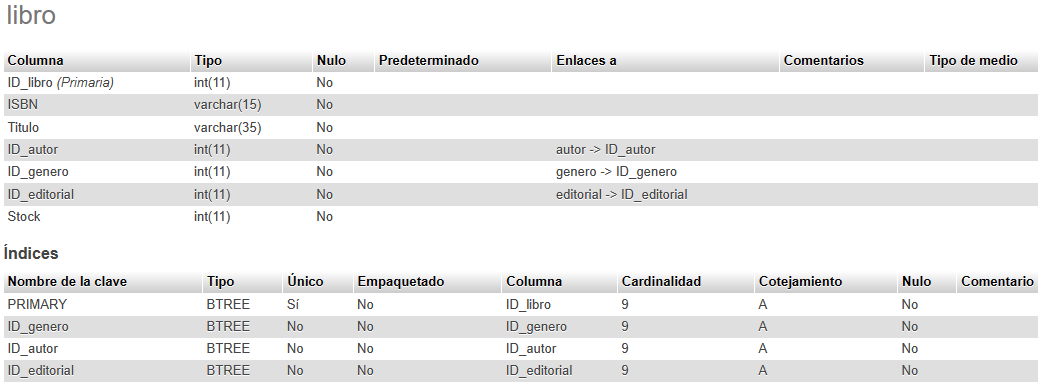 libro
Columna Tipo Nulo Predeterminado Enlaces a Comentarios Tipo de medio
ID_libro (Primaria) int(11) No
ISBN varchar(15) No
Titulo varchar(35) No
ID_autor int(11) No autor -> ID_autor
ID_genero int(11) No genero -> ID_genero
ID_editorial int(11) No editorial -> ID_editorial
Stock int(11) No
Índices
Nombre de la clave Tipo Único Empaquetado Columna Cardinalidad Cotejamiento Nulo Comentario
PRIMARY BTREE Sí No ID_libro 9 A No
ID_genero BTREE No No ID_genero 9 A No
ID_autor BTREE No No ID_autor 9 A No
ID_editorial BTREE No No ID_editorial 9 A No